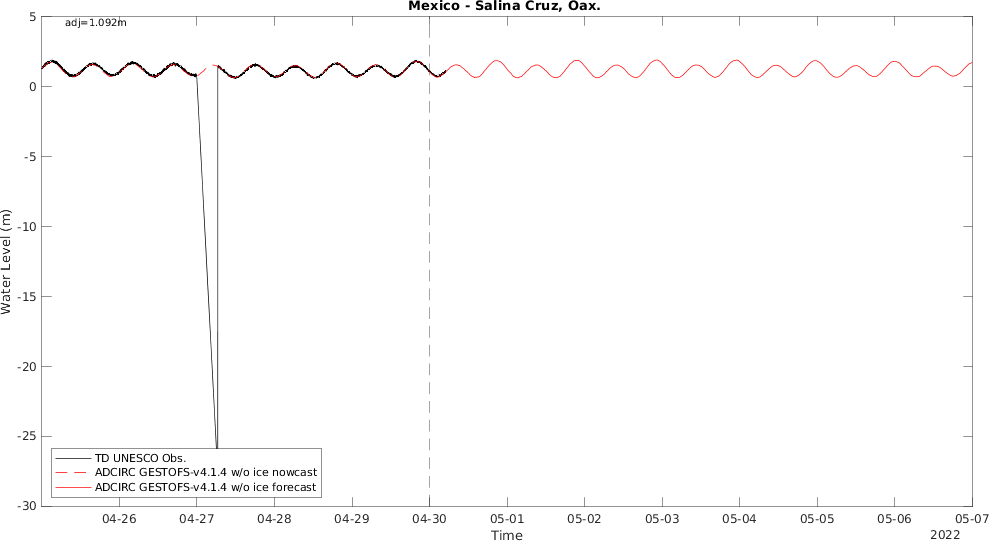 Mexico - Salina Cruz, Oax.
adj=1.092m
5
0
-5
-10
-15
-20
-25
-30
Water Level (m)
TD UNESCO Obs.
ADCIRC GESTOFS-v4.1.4 w/o ice nowcast
ADCIRC GESTOFS-v4.1.4 w/o ice forecast
04-26 04-27 04-28 04-29 04-30 05-01 05-02 05-03 05-04 05-05 05-06 05-07
Time
2022